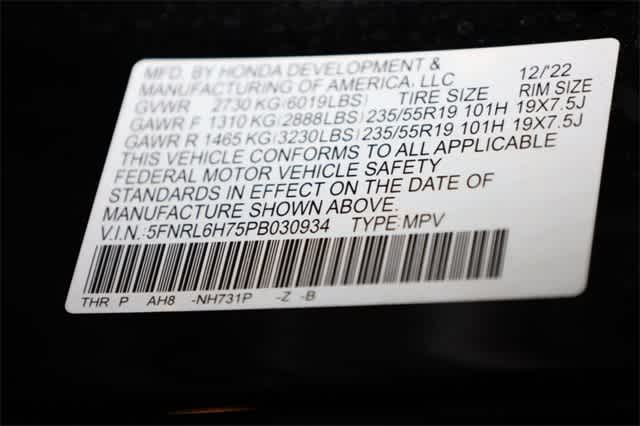 MFD. BY HONDA DEVELOPMENT &
MANUFACTURING OF AMERICA, LLC 12/'22
GVWR 2730 KG (6019LBS) TIRE SIZE RIM SIZE
GAWR F 1310 KG (2888LBS) 235/55R19 101H 19X7.5J
GAWR R 1465 KG (3230LBS) 235/55R19 101H 19X7.5J
THIS VEHICLE CONFORMS TO ALL APPLICABLE
FEDERAL MOTOR VEHICLE SAFETY
STANDARDS IN EFFECT ON THE DATE OF
MANUFACTURE SHOWN ABOVE.
V.I.N.: 5FNRL6H75PB030934 TYPE: MPV
THR P AH8 -NH731P -Z -B